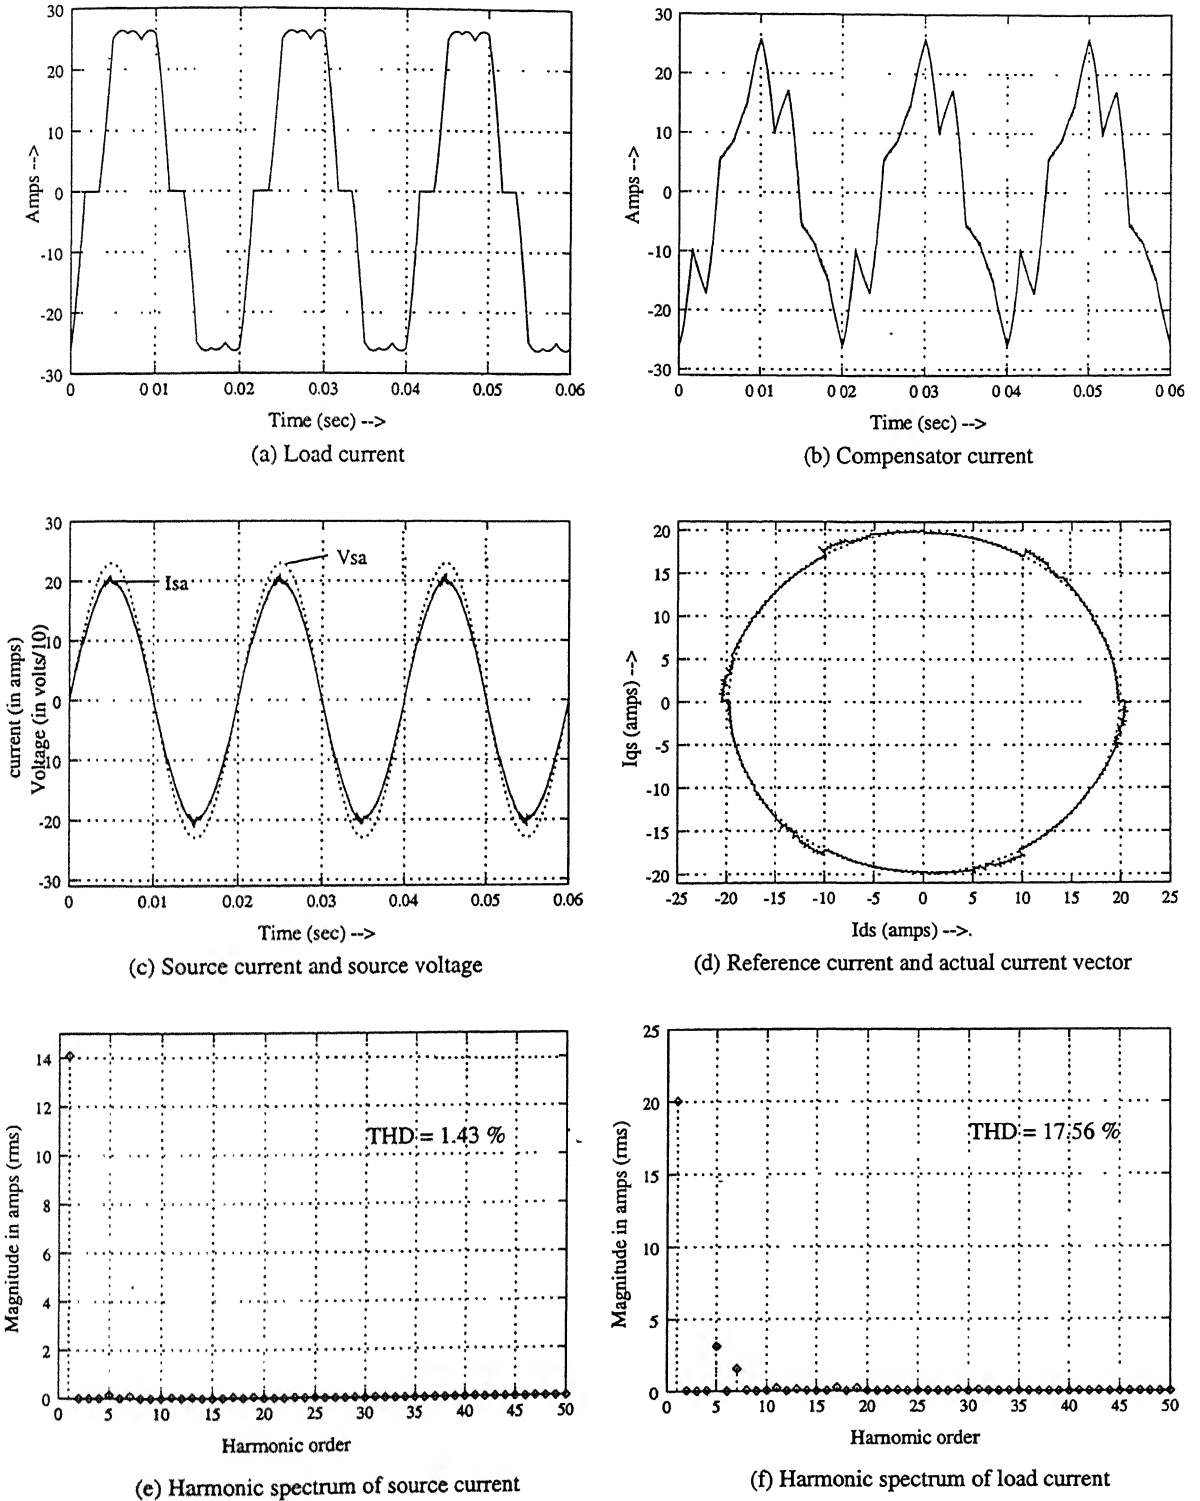 30
20
10
0
-10
-20
-30
Amps -->
0 0.01 0.02 0.03 0.04 0.05 0.06
Time (sec) -->
(a) Load current
30
20
10
0
-10
-20
-30
Amps -->
0 0 01 0.02 0.03 0 04 0.05 0 06
Time (sec) -->
(b) Compensator current
30
20
10
0
-10
-20
-30
current (in amps)
Voltage (in volts/10)
Vsa
Isa
0 0.01 0.02 0.03 0.04 0.05 0.06
Time (sec) -->
(c) Source current and source voltage
20
15
10
5
0
-5
-10
-15
-20
Iqs (amps) -->
-25 -20 -15 -10 -5 0 5 10 15 20 25
Ids (amps) -->.
(d) Reference current and actual current vector
14
12
10
8
6
4
2
0
Magnitude in amps (rms)
THD = 1.43 %
0 5 10 15 20 25 30 35 40 45 50
Harmonic order
(e) Harmonic spectrum of source current
25
20
15
10
5
0
Magnitude in amps (rms)
THD = 17.56 %
0 5 10 15 20 25 30 35 40 45 50
Harnomic order
(f) Harmonic spectrum of load current